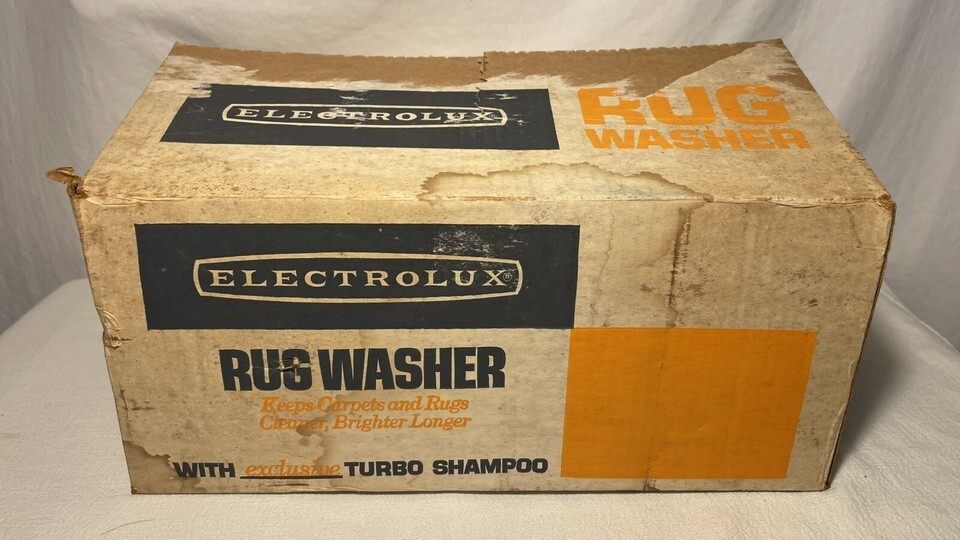 ELECTROLUX
RUG
WASHER
ELECTROLUX®
RUG WASHER
Keeps Carpets and Rugs
Cleaner, Brighter Longer
WITH exclusive TURBO SHAMPOO